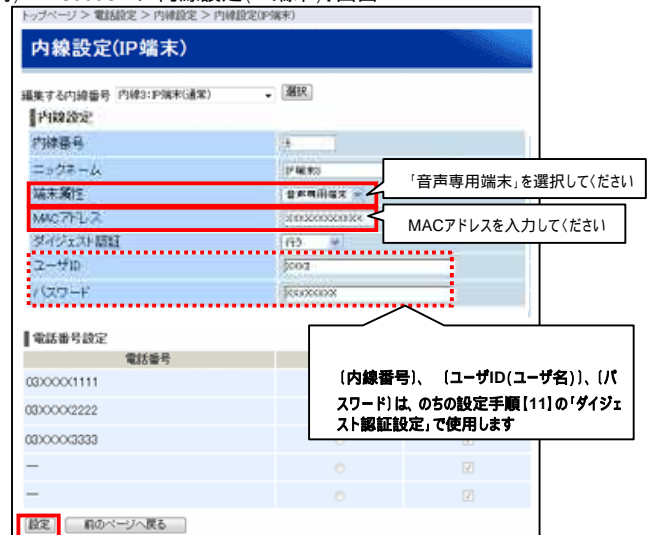 トップページ > 電話設定 > 内線設定 > 内線設定(IP端末)
内線設定(IP端末)
編集する内線番号 内線3:IP端末(通常) 選択
内線設定
内線番号 3
ニックネーム IP端末3
端末属性 音声専用端末
「音声専用端末」を選択してください
MACアドレス XXXXXXXXXXXX
MACアドレスを入力してください
ダイジェスト認証 行う
ユーザID
パスワード XXXXXXXX
電話番号設定
電話番号
〔内線番号〕、〔ユーザID(ユーザ名)〕、〔パ
スワード〕は、のちの設定手順【11】の「ダイジェ
スト認証設定」で使用します
03XXXX1111
03XXXX2222
03XXXX3333
―
―
設定 前のページへ戻る